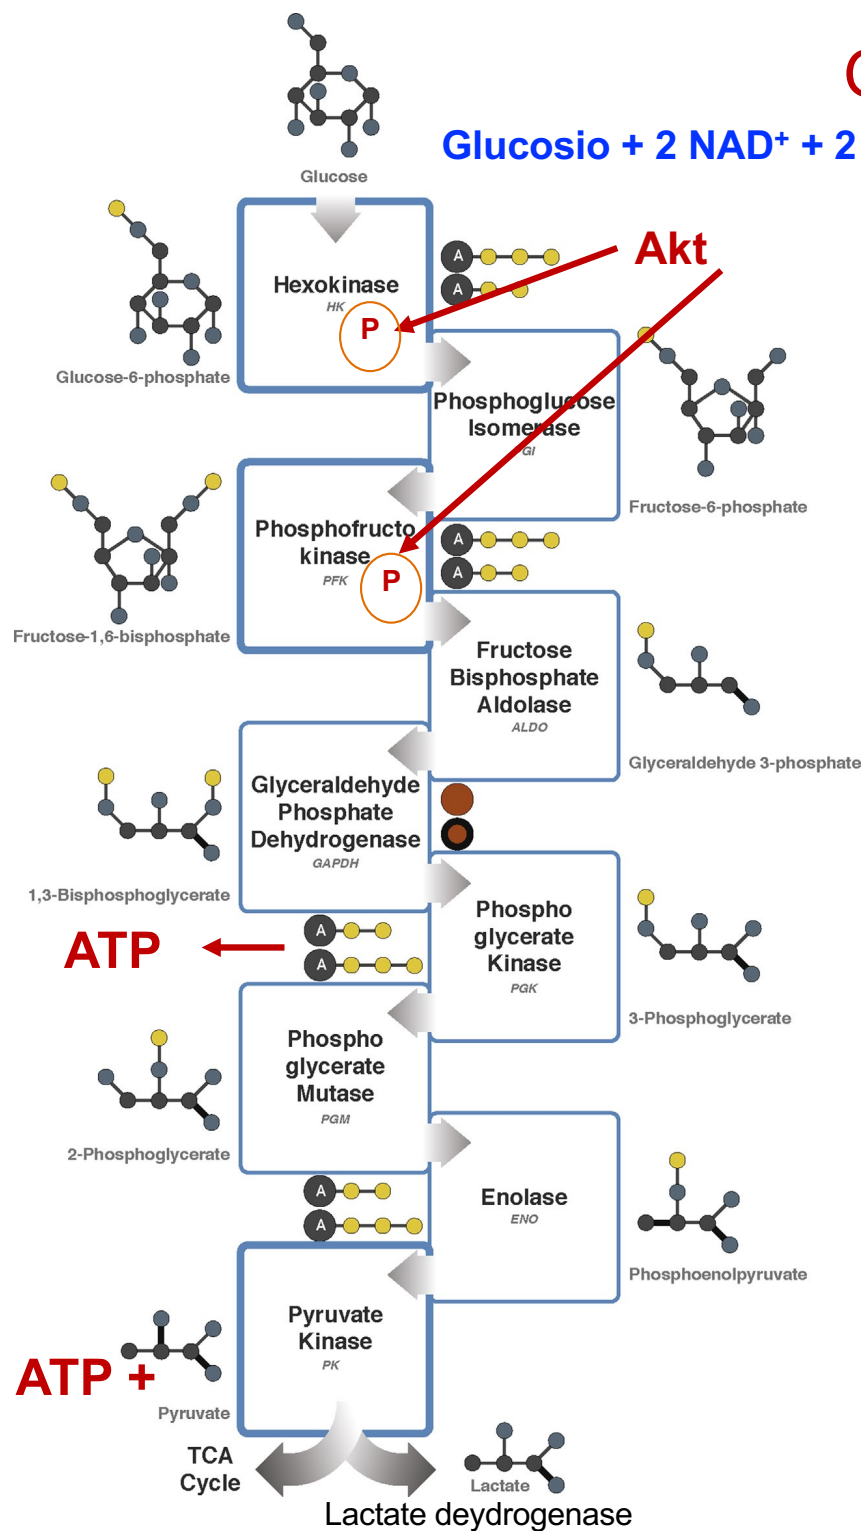 Glucose
Glucosio + 2 NAD⁺ + 2
Akt
Hexokinase
HK
P
A
A
Glucose-6-phosphate
Phosphoglucose
Isomerase
GI
Fructose-6-phosphate
Phosphofructo
kinase
PFK
P
A
A
Fructose-1,6-bisphosphate
Fructose
Bisphosphate
Aldolase
ALDO
Glyceraldehyde 3-phosphate
Glyceraldehyde
Phosphate
Dehydrogenase
GAPDH
1,3-Bisphosphoglycerate
ATP
A
A
Phospho
glycerate
Kinase
PGK
3-Phosphoglycerate
Phospho
glycerate
Mutase
PGM
2-Phosphoglycerate
A
A
Enolase
ENO
Phosphoenolpyruvate
Pyruvate
Kinase
PK
ATP +
Pyruvate
TCA
Cycle
Lactate
Lactate deydrogenase